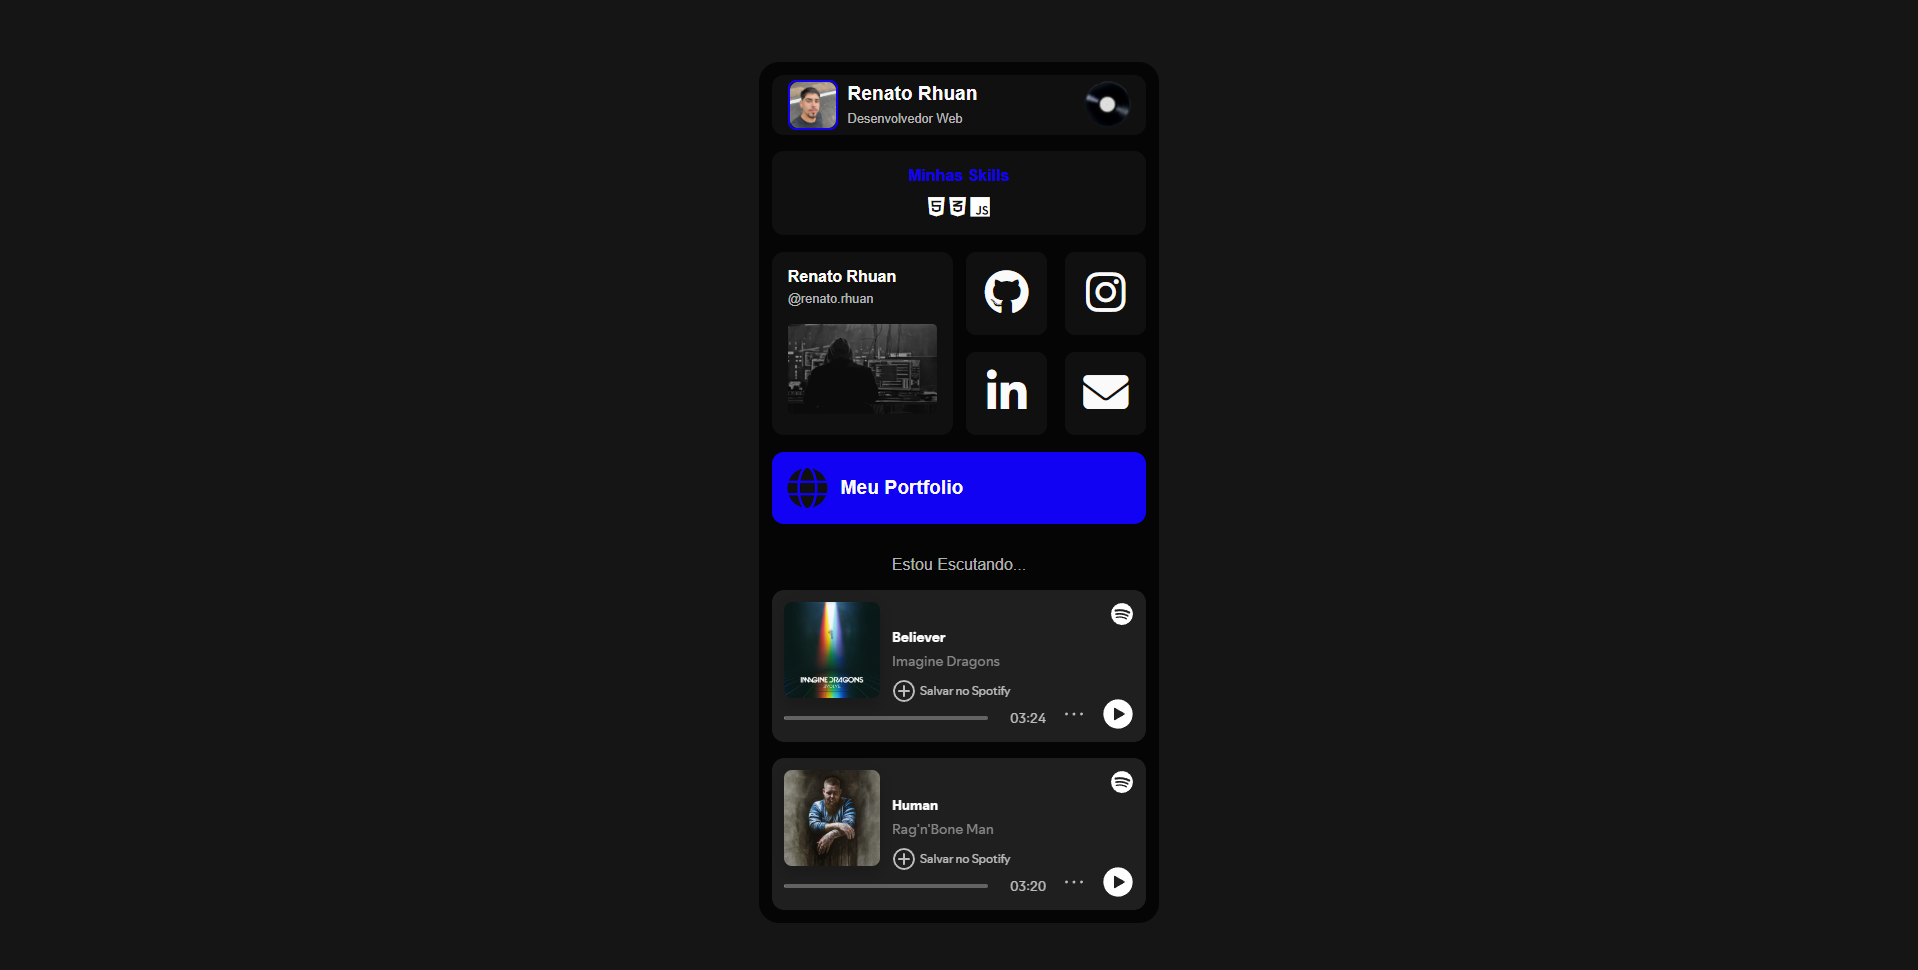 Renato Rhuan
Desenvolvedor Web
Minhas Skills
JS
Renato Rhuan
@renato.rhuan
in
Meu Portfolio
Estou Escutando...
IMAGINE DRAGONS
EVOLVE
Believer
Imagine Dragons
Salvar no Spotify
03:24
Human
Rag'n'Bone Man
Salvar no Spotify
03:20